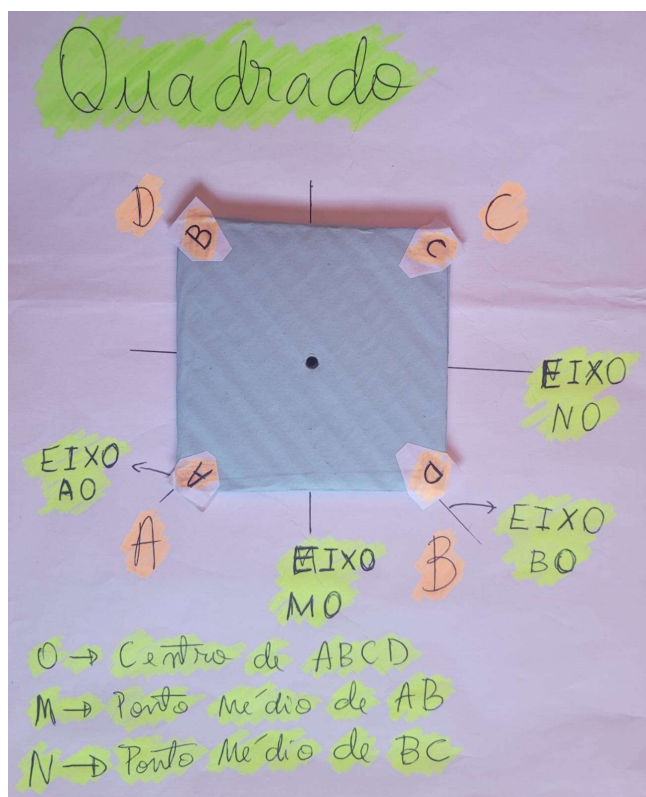 Quadrado
D
B
C
C
EIXO
NO
EIXO
AO
A
D
A
B
EIXO
MO
EIXO
BO
O → Centro de ABCD
M → Ponto Médio de AB
N → Ponto Médio de BC